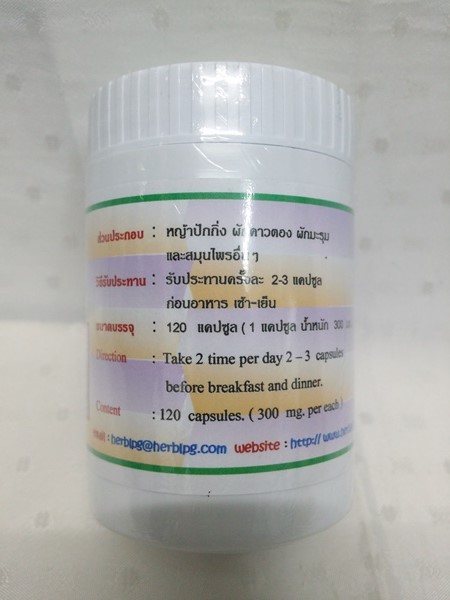 ส่วนประกอบ : หญ้าปักกิ่ง ผักคาวตอง ผักมะรุม
และสมุนไพรอื่นๆ
วิธีรับประทาน : รับประทานครั้งละ 2-3 แคปซูล
ก่อนอาหาร เช้า-เย็น
ขนาดบรรจุ : 120 แคปซูล ( 1 แคปซูล น้ำหนัก 300
Direction : Take 2 time per day 2 – 3 capsules
before breakfast and dinner.
Content : 120 capsules. ( 300 mg. per each )
email : herblpg@herblpg.com website : http:// www.